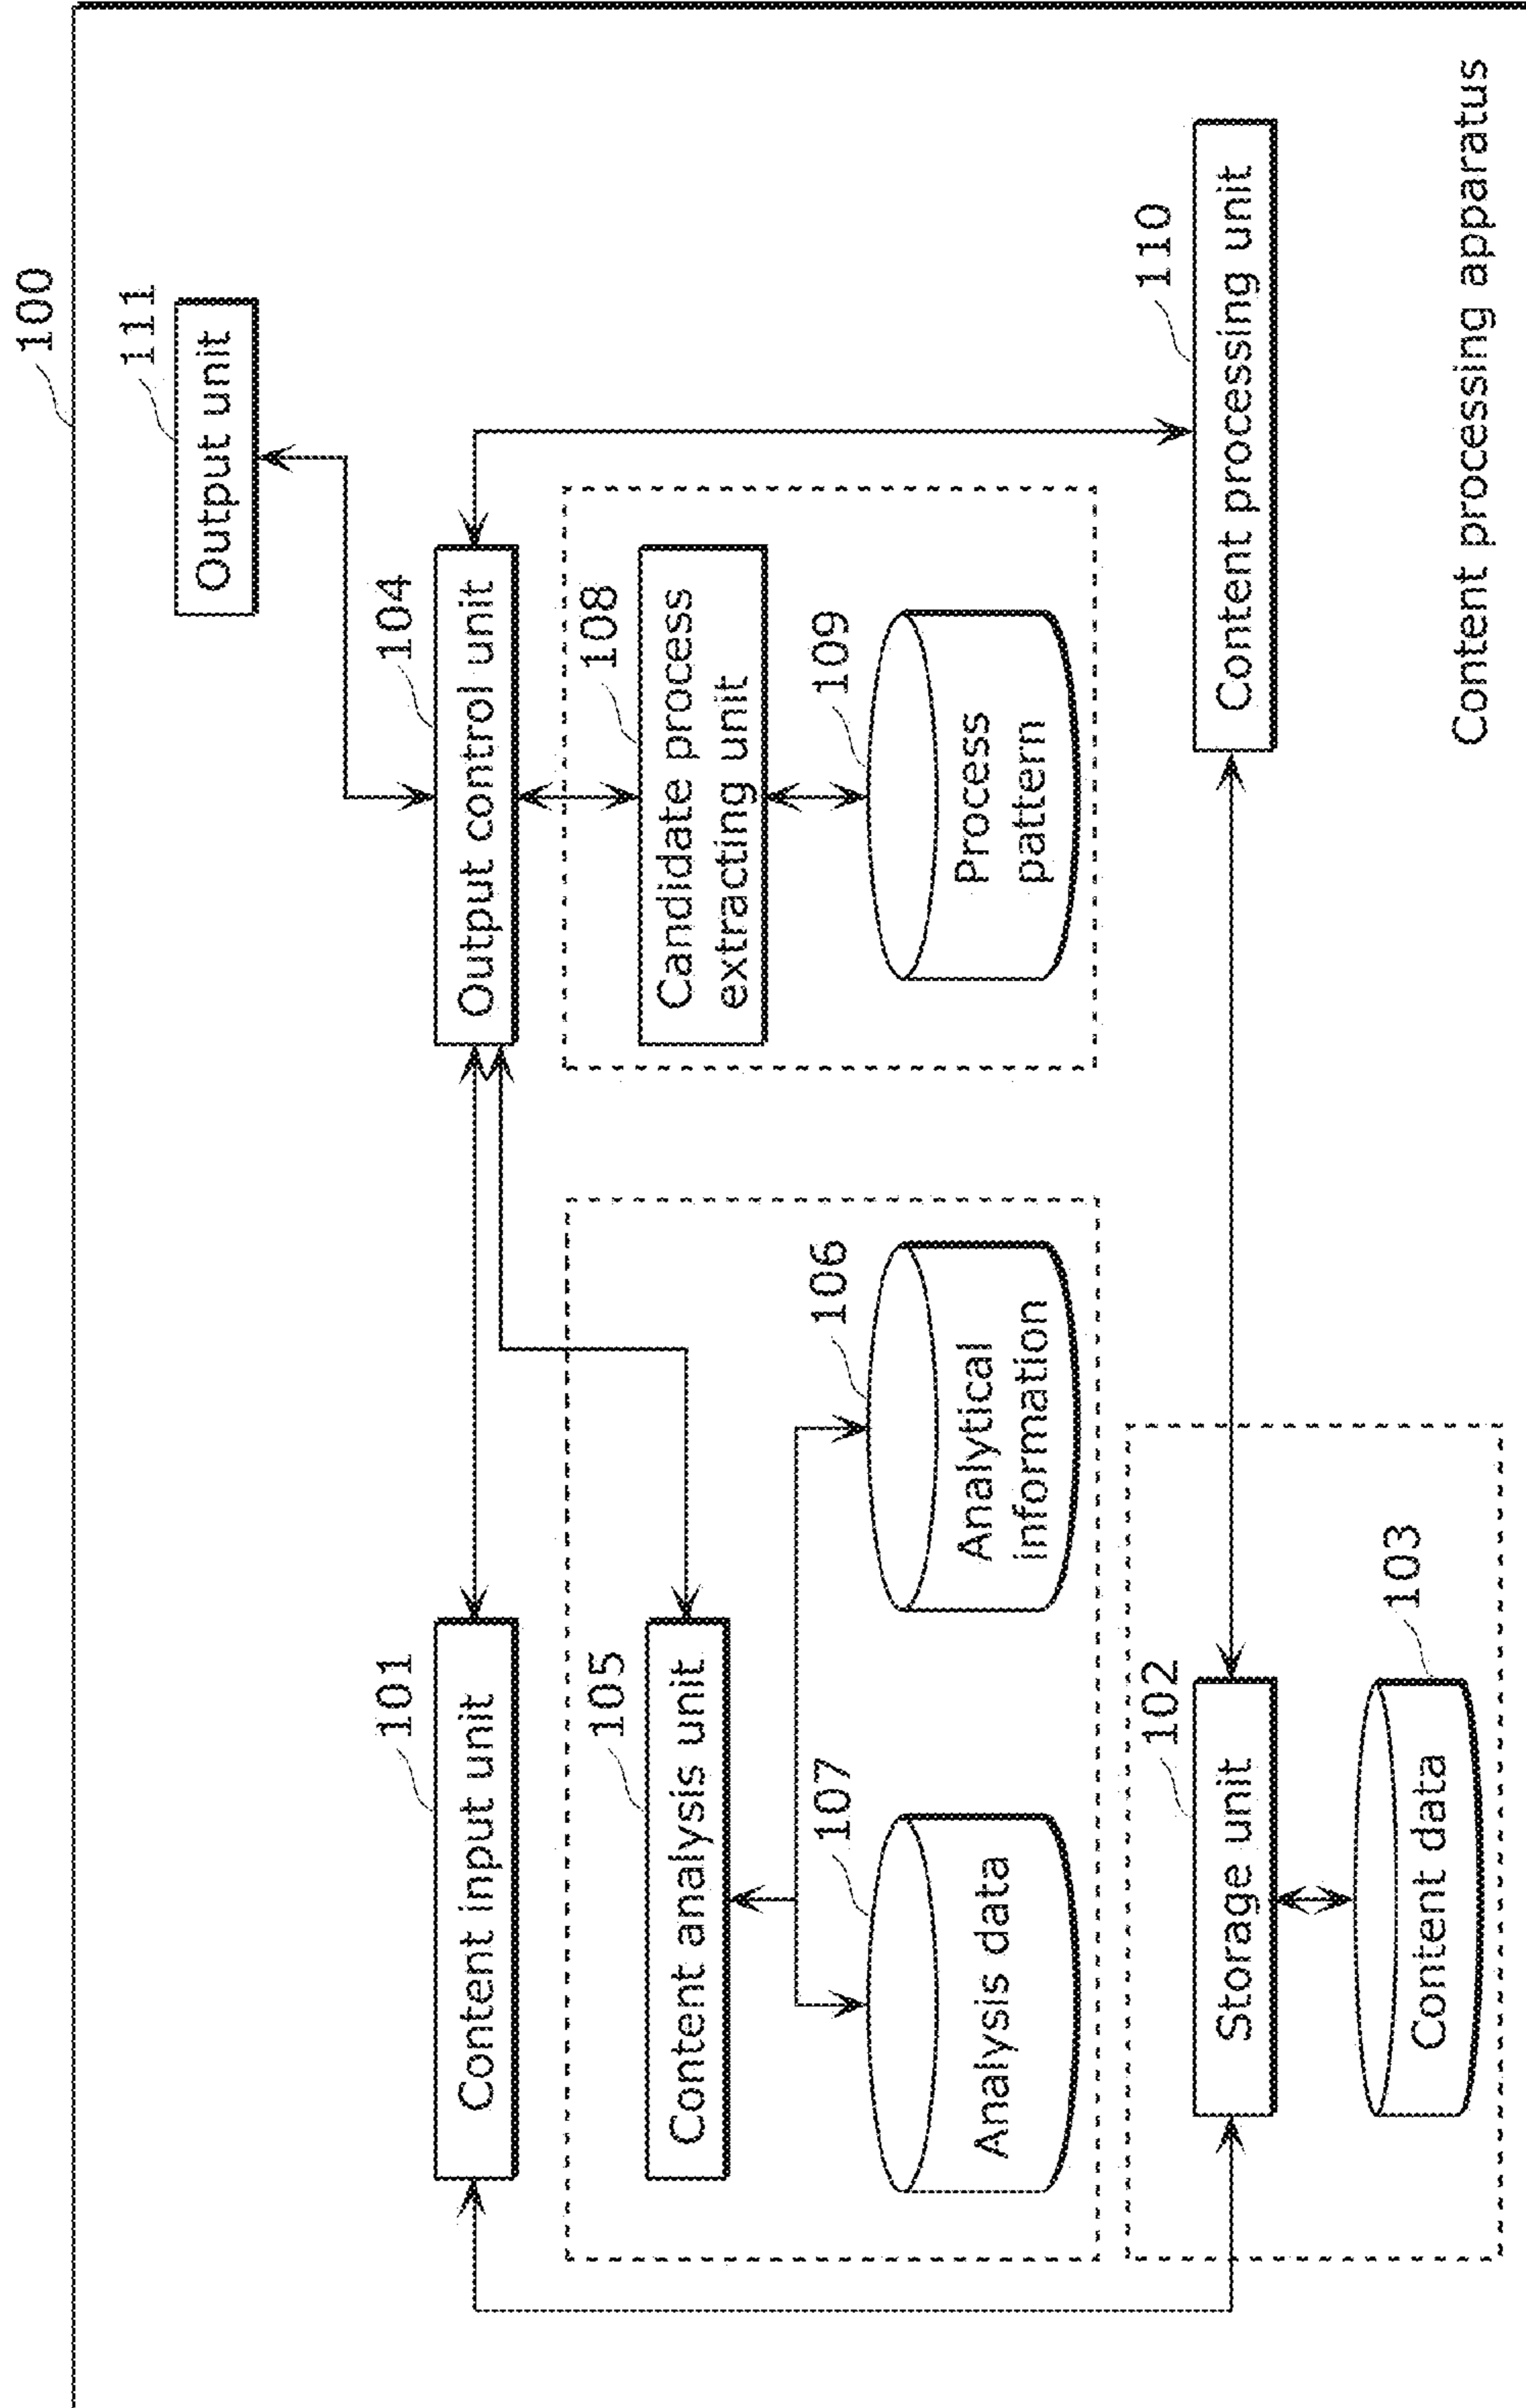 100
111
Output unit
101
Content input unit
104
Output control unit
105
Content analysis unit
108
Candidate process
extracting unit
107
Analysis data
106
Analytical
information
109
Process
pattern
102
Storage unit
110
Content processing unit
103
Content data
Content processing apparatus